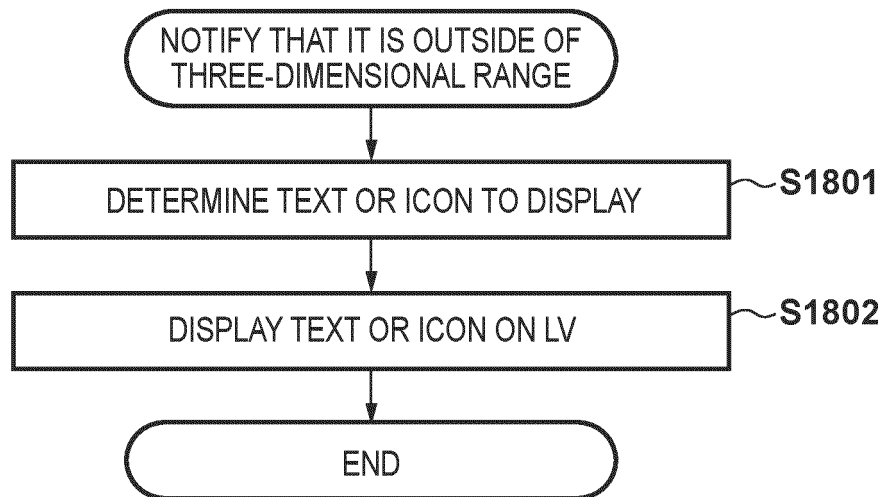 NOTIFY THAT IT IS OUTSIDE OF
THREE-DIMENSIONAL RANGE
DETERMINE TEXT OR ICON TO DISPLAY
S1801
DISPLAY TEXT OR ICON ON LV
S1802
END